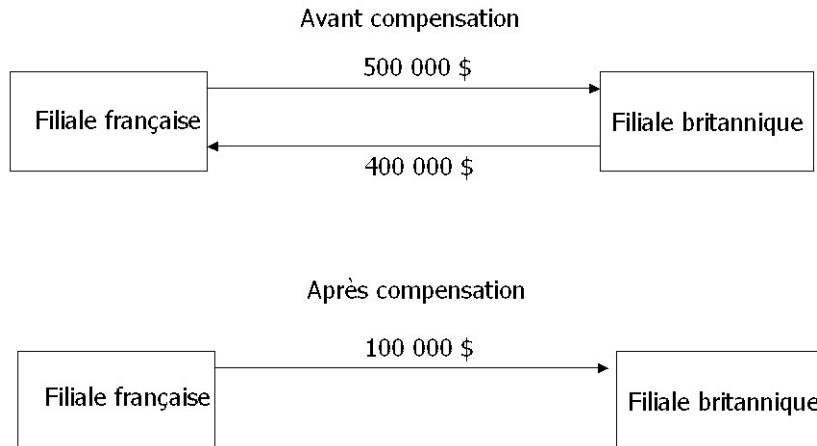 Avant compensation
500 000 $
Filiale française
Filiale britannique
400 000 $
Après compensation
100 000 $
Filiale française
Filiale britannique